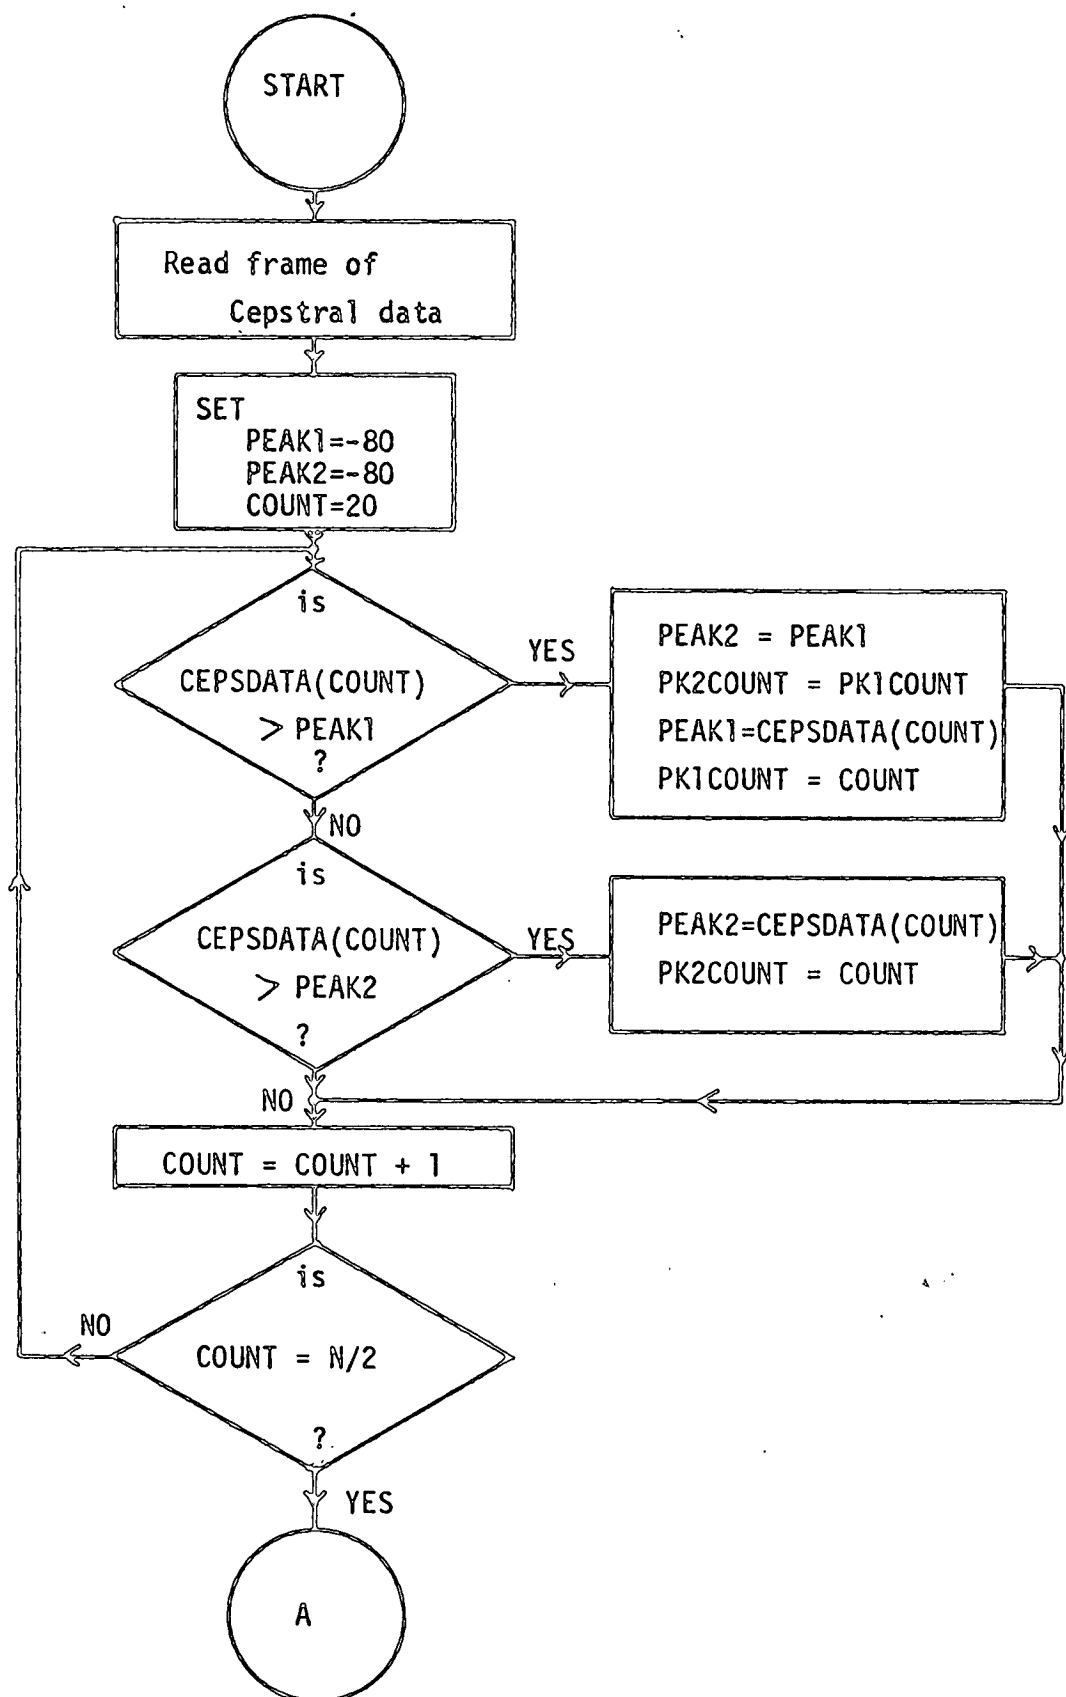 START
Read frame of
Cepstral data
SET
PEAK1=-80
PEAK2=-80
COUNT=20
is
CEPSDATA(COUNT)
> PEAK1
?
YES
PEAK2 = PEAK1
PK2COUNT = PK1COUNT
PEAK1=CEPSDATA(COUNT)
PK1COUNT = COUNT
NO
is
CEPSDATA(COUNT)
> PEAK2
?
YES
PEAK2=CEPSDATA(COUNT)
PK2COUNT = COUNT
NO
COUNT = COUNT + 1
is
COUNT = N/2
?
NO
YES
A